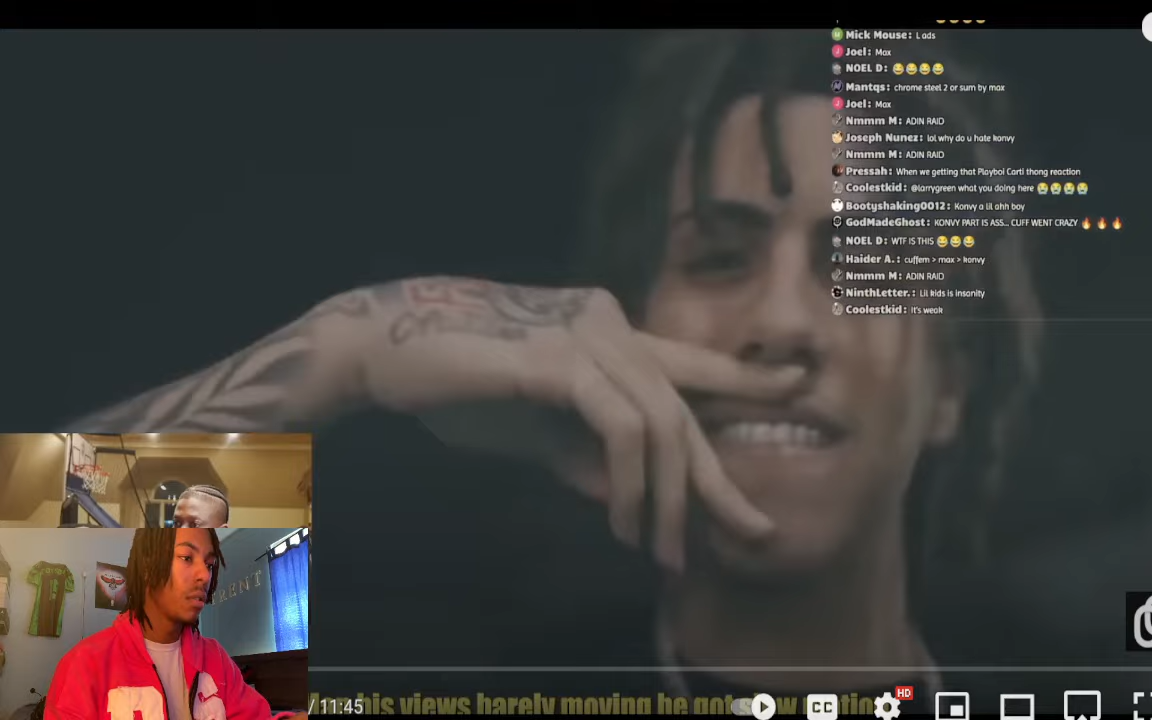 Mick Mouse: L ads
Joel: Max
NOEL D: 😂😂😂😂
Mantqs: chrome steel 2 or sum by max
Joel: Max
Nmmm M: ADIN RAID
Joseph Nunez: lol why do u hate konvy
Nmmm M: ADIN RAID
Pressah: When we getting that Playboi Carti thong reaction
Coolestkid: @larrygreen what you doing here 😭😭😭😭
Bootyshaking0012: Konvy a lil ahh boy
GodMadeGhost: KONVY PART IS ASS... CUFF WENT CRAZY 🔥🔥🔥
NOEL D: WTF IS THIS 😂😂😂
Haider A.: cuffem > max > konvy
Nmmm M: ADIN RAID
NinthLetter.: Lil kids is insanity
Coolestkid: It's weak
TRENT
his views barely moving he got slow
/ 11:45
CC
HD